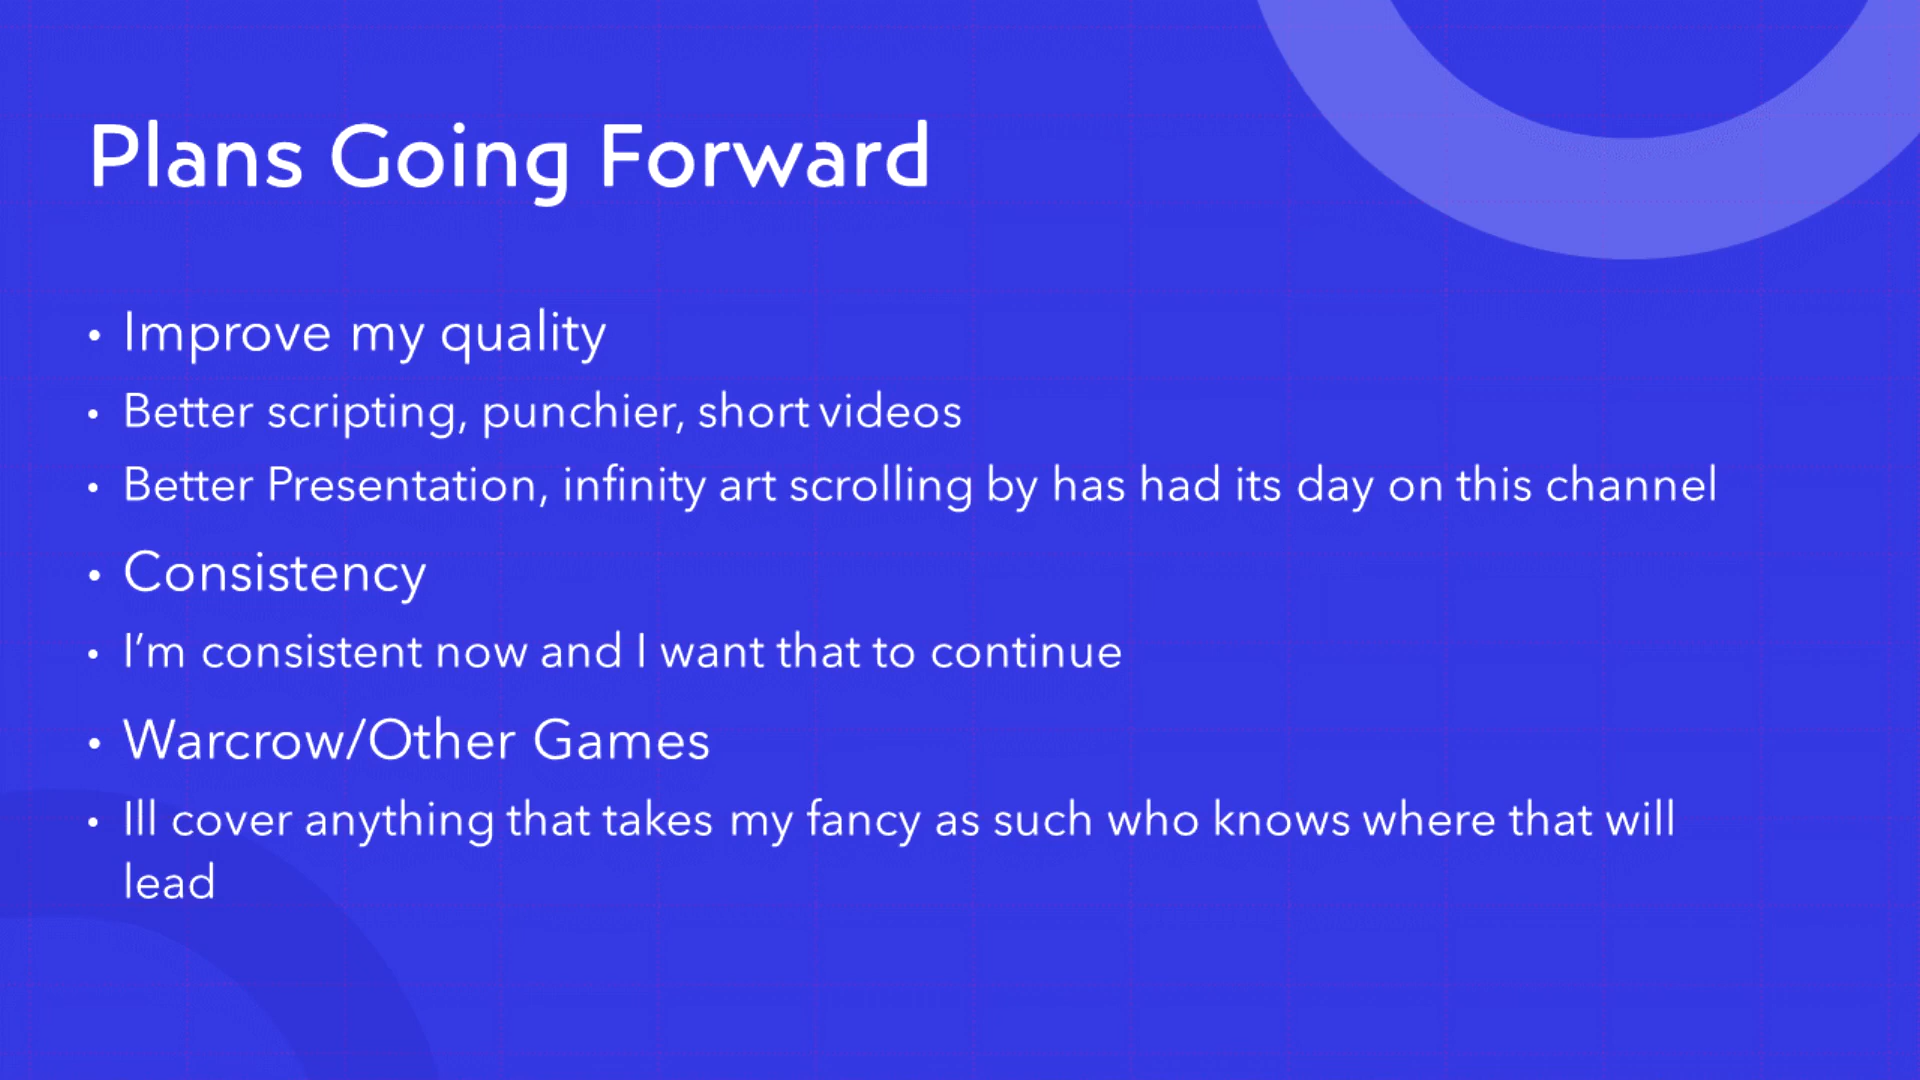 Plans Going Forward
• Improve my quality
• Better scripting, punchier, short videos
• Better Presentation, infinity art scrolling by has had its day on this channel
• Consistency
• I’m consistent now and I want that to continue
• Warcrow/Other Games
• Ill cover anything that takes my fancy as such who knows where that will
lead